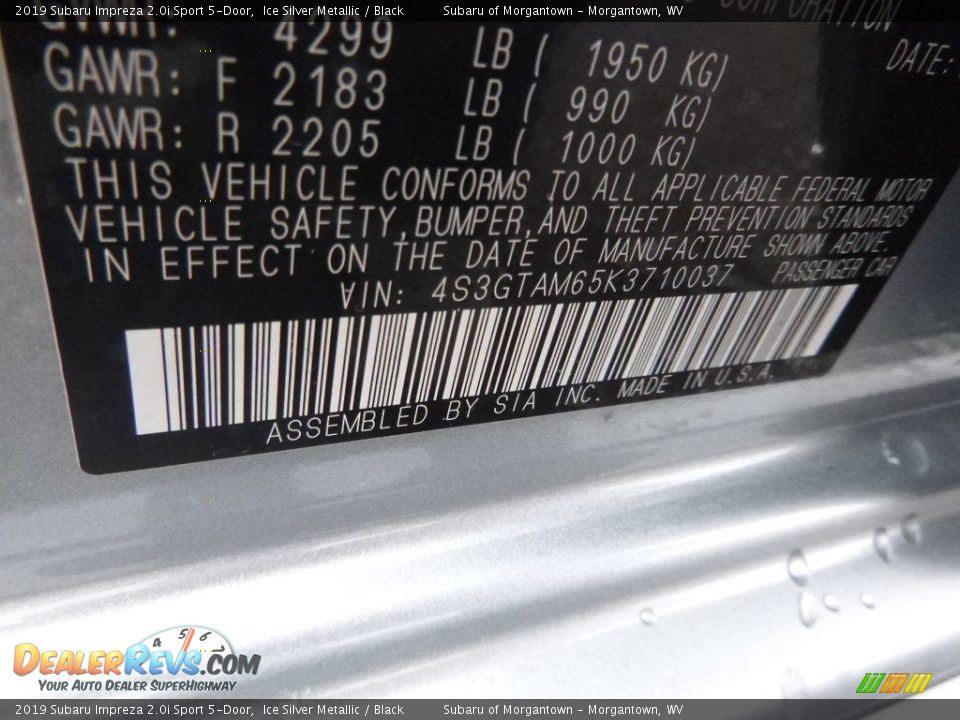 2019 Subaru Impreza 2.0i Sport 5-Door, Ice Silver Metallic / Black Subaru of Morgantown - Morgantown, WV
4299 LB ( 1950 KG)
DATE:
GAWR: F 2183 LB ( 990 KG)
GAWR: R 2205 LB ( 1000 KG)
THIS VEHICLE CONFORMS TO ALL APPLICABLE FEDERAL MOTOR
VEHICLE SAFETY, BUMPER, AND THEFT PREVENTION STANDARDS
IN EFFECT ON THE DATE OF MANUFACTURE SHOWN ABOVE.
VIN: 4S3GTAM65K3710037 PASSENGER CAR
ASSEMBLED BY SIA INC. MADE IN U.S.A.
4 5 6
DEALERREVS.COM
YOUR AUTO DEALER SUPERHIGHWAY
2019 Subaru Impreza 2.0i Sport 5-Door, Ice Silver Metallic / Black Subaru of Morgantown - Morgantown, WV